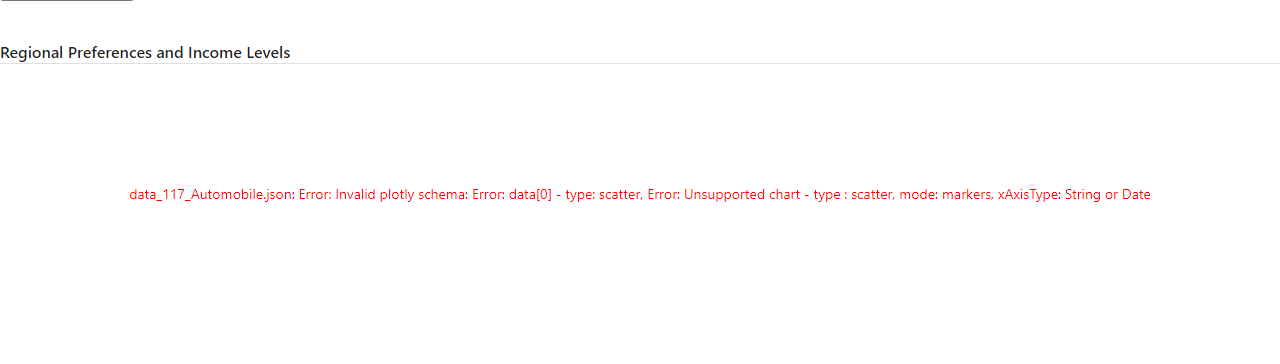 Regional Preferences and Income Levels
data_117_Automobile.json: Error: Invalid plotly schema: Error: data[0] - type: scatter, Error: Unsupported chart - type : scatter, mode: markers, xAxisType: String or Date